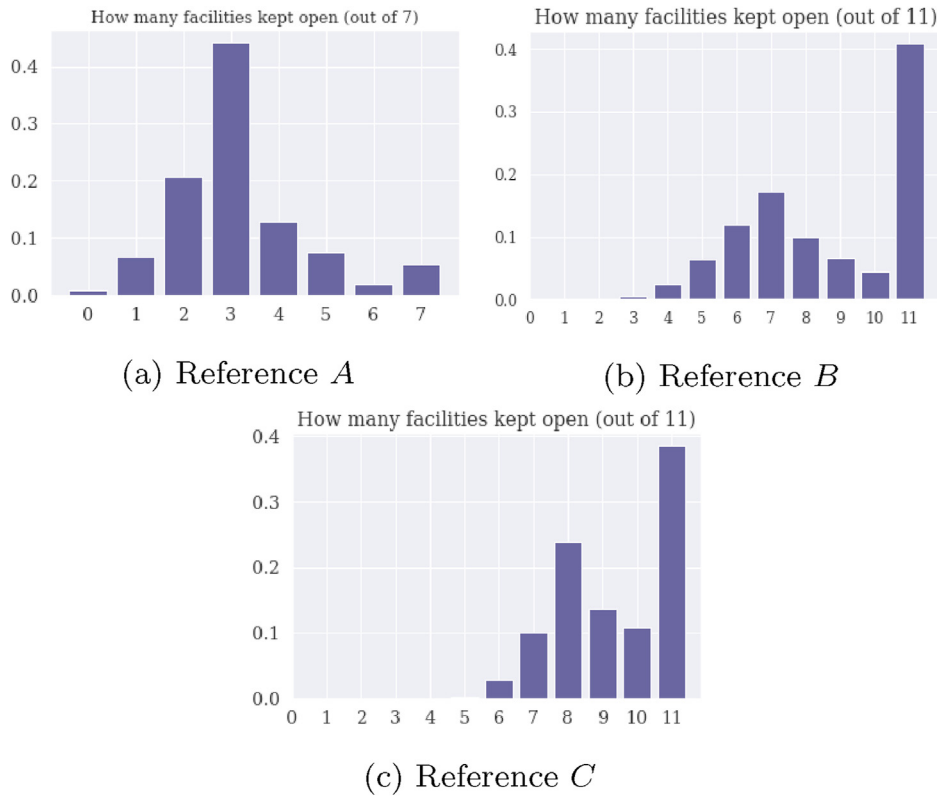 How many facilities kept open (out of 7)
0.4
0.3
0.2
0.1
0.0
0 1 2 3 4 5 6 7
(a) Reference A
How many facilities kept open (out of 11)
0.4
0.3
0.2
0.1
0.0
0 1 2 3 4 5 6 7 8 9 10 11
(b) Reference B
How many facilities kept open (out of 11)
0.4
0.3
0.2
0.1
0.0
0 1 2 3 4 5 6 7 8 9 10 11
(c) Reference C